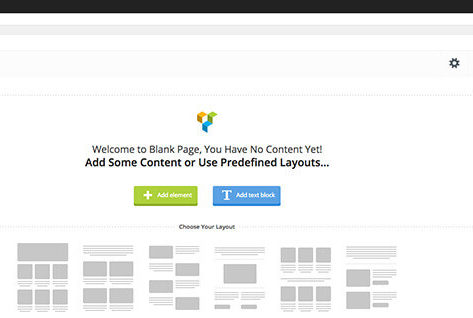 Welcome to Blank Page, You Have No Content Yet!
Add Some Content or Use Predefined Layouts...
Add element
T Add text block
Choose Your Layout